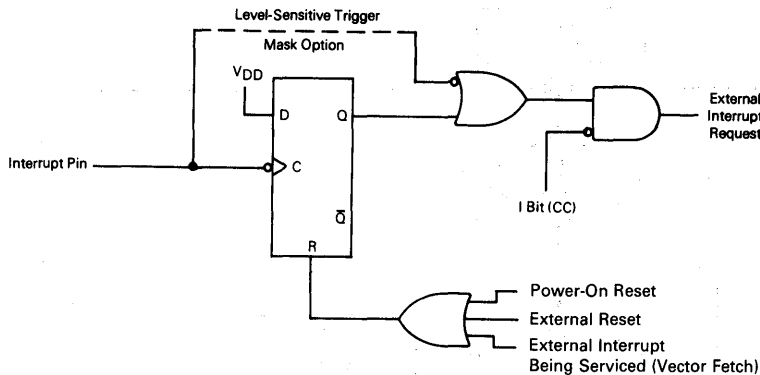 Level-Sensitive Trigger
Mask Option
VDD
D
Q
Interrupt Pin
C
Q̅
R
External
Interrupt
Request
I Bit (CC)
Power-On Reset
External Reset
External Interrupt
Being Serviced (Vector Fetch)